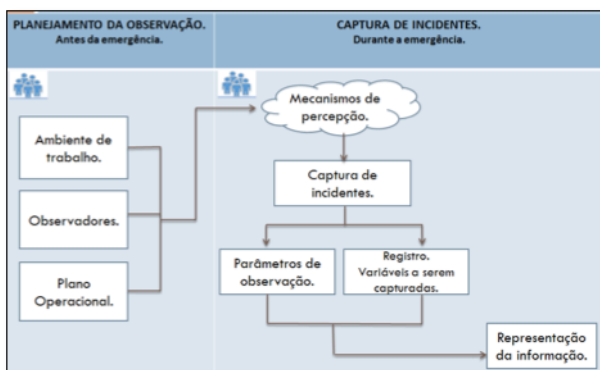 PLANEJAMENTO DA OBSERVAÇÃO.
Antes da emergência.
CAPTURA DE INCIDENTES.
Durante a emergência.
Ambiente de
trabalho.
Observadores.
Plano
Operacional.
Mecanismos de
percepção.
Captura de
incidentes.
Parâmetros de
observação.
Registro.
Variáveis a serem
capturadas.
Representação
da informação.